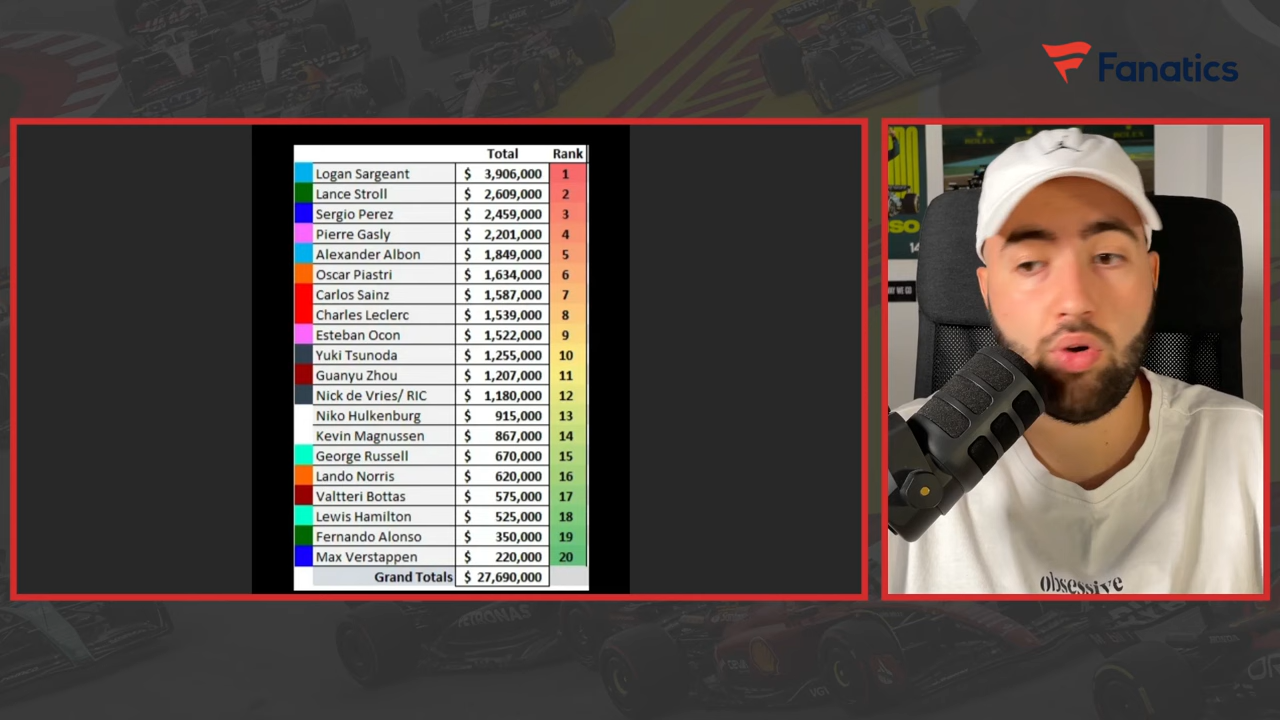 Fanatics
Total Rank
Logan Sargeant $ 3,906,000 1
Lance Stroll $ 2,609,000 2
Sergio Perez $ 2,459,000 3
Pierre Gasly $ 2,201,000 4
Alexander Albon $ 1,849,000 5
Oscar Piastri $ 1,634,000 6
Carlos Sainz $ 1,587,000 7
Charles Leclerc $ 1,539,000 8
Esteban Ocon $ 1,522,000 9
Yuki Tsunoda $ 1,255,000 10
Guanyu Zhou $ 1,207,000 11
Nick de Vries/ RIC $ 1,180,000 12
Niko Hulkenburg $ 915,000 13
Kevin Magnussen $ 867,000 14
George Russell $ 670,000 15
Lando Norris $ 620,000 16
Valtteri Bottas $ 575,000 17
Lewis Hamilton $ 525,000 18
Fernando Alonso $ 350,000 19
Max Verstappen $ 220,000 20
Grand Totals $ 27,690,000
ROLEX
14
obsessive
PETRONAS